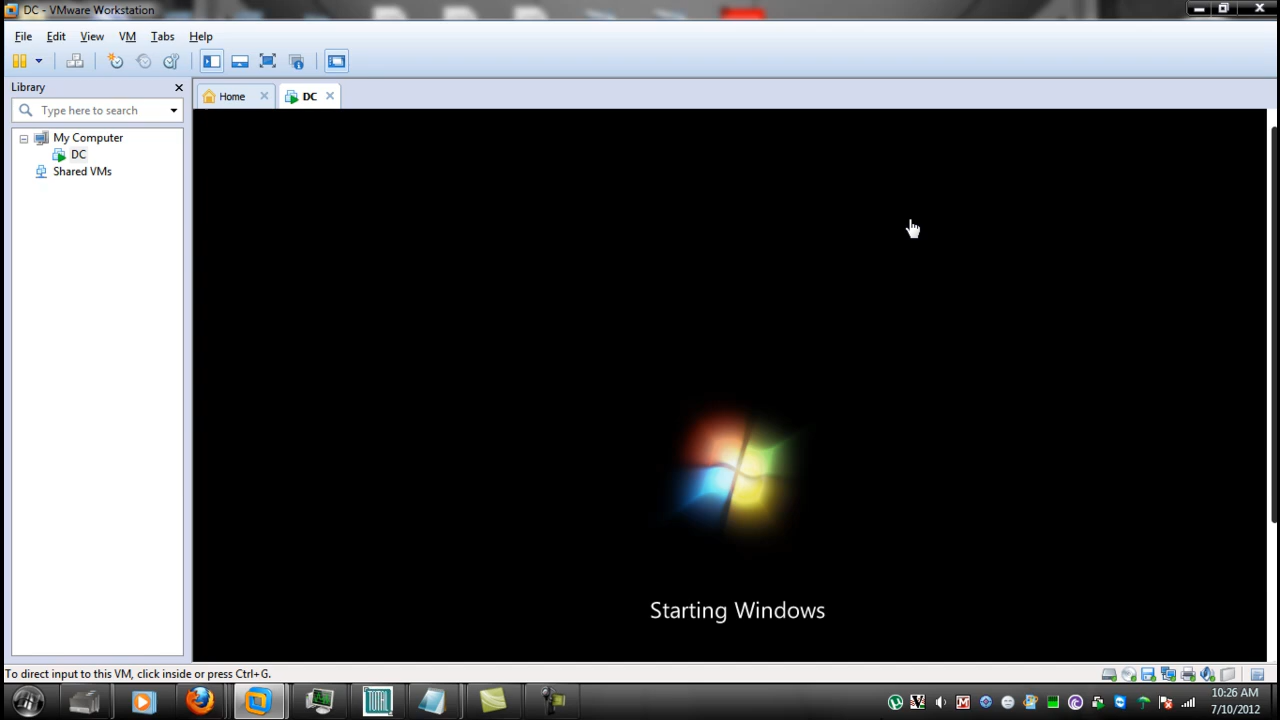 DC - VMware Workstation
File Edit View VM Tabs Help
Library
Type here to search
My Computer
DC
Shared VMs
Home
DC
Starting Windows
To direct input to this VM, click inside or press Ctrl+G.
TOTAL
10:26 AM
7/10/2012